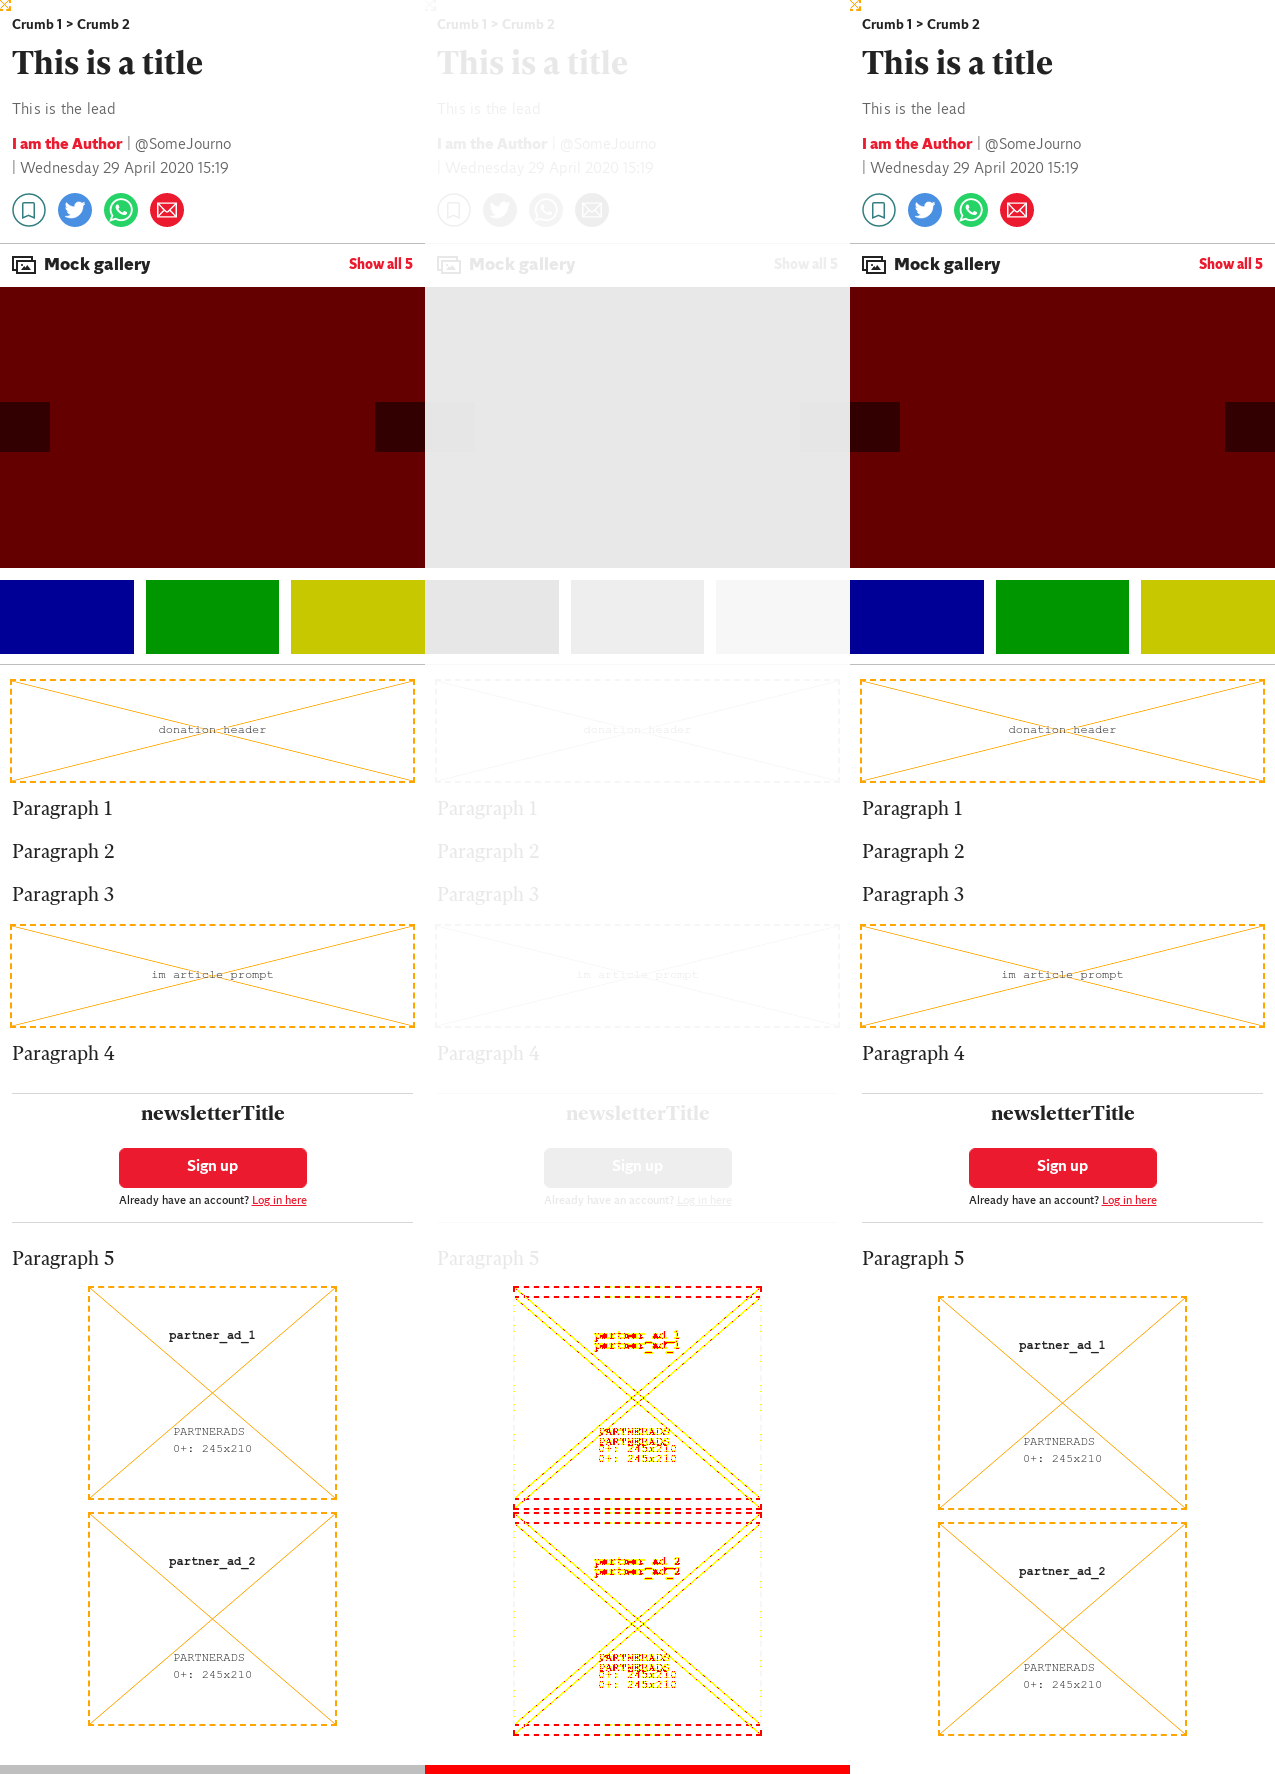 Crumb 1 > Crumb 2
This is a title
This is the lead
I am the Author | @SomeJourno
| Wednesday 29 April 2020 15:19
Mock gallery
Show all 5
donation header
Paragraph 1
Paragraph 2
Paragraph 3
im article prompt
Paragraph 4
newsletterTitle
Sign up
Already have an account? Log in here
Paragraph 5
partner_ad_1
PARTNERADS
0+: 245x210
partner_ad_2
PARTNERADS
0+: 245x210
Crumb 1 > Crumb 2
This is a title
This is the lead
I am the Author | @SomeJourno
| Wednesday 29 April 2020 15:19
Mock gallery
Show all 5
donation header
Paragraph 1
Paragraph 2
Paragraph 3
im article prompt
Paragraph 4
newsletterTitle
Sign up
Already have an account? Log in here
Paragraph 5
partner_ad_1
partner_ad_1
PARTNERADS
PARTNERADS
0+: 245x210
0+: 245x210
partner_ad_2
partner_ad_2
PARTNERADS
PARTNERADS
0+: 245x210
0+: 245x210
Crumb 1 > Crumb 2
This is a title
This is the lead
I am the Author | @SomeJourno
| Wednesday 29 April 2020 15:19
Mock gallery
Show all 5
donation header
Paragraph 1
Paragraph 2
Paragraph 3
im article prompt
Paragraph 4
newsletterTitle
Sign up
Already have an account? Log in here
Paragraph 5
partner_ad_1
PARTNERADS
0+: 245x210
partner_ad_2
PARTNERADS
0+: 245x210